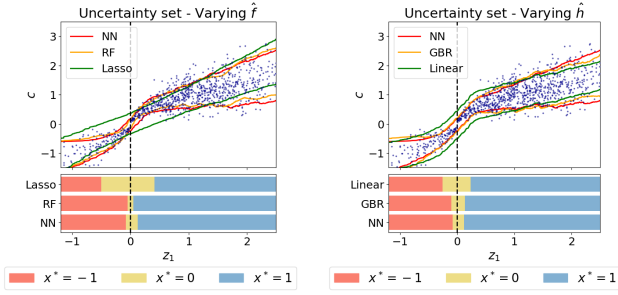 Uncertainty set - Varying f̂
3
2
1
0
−1
c
NN
RF
Lasso
Lasso
RF
NN
−1
0
1
2
z₁
x* = −1
x* = 0
x* = 1
Uncertainty set - Varying ĥ
3
2
1
0
−1
c
NN
GBR
Linear
Linear
GBR
NN
−1
0
1
2
z₁
x* = −1
x* = 0
x* = 1